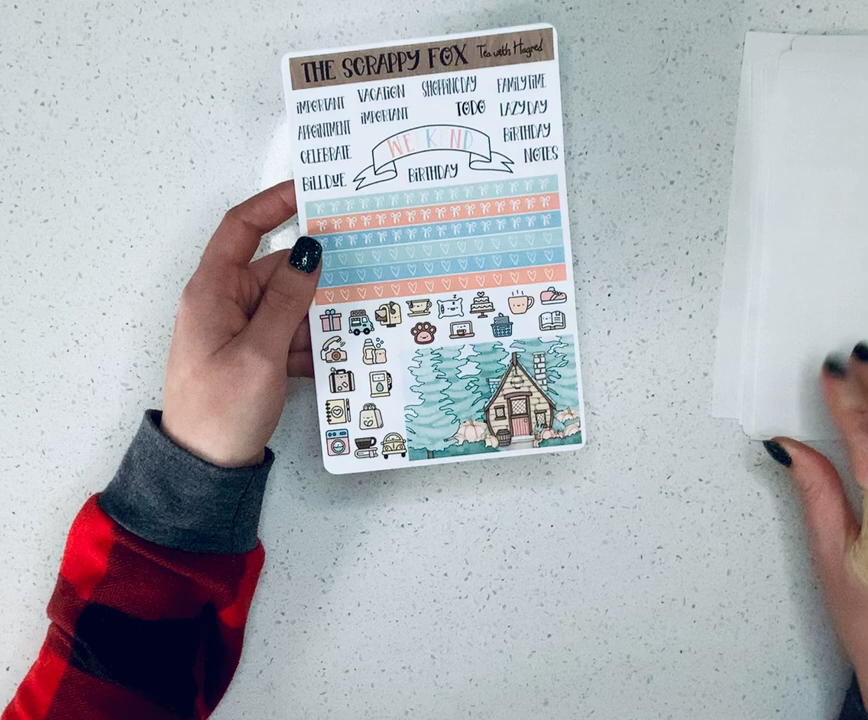 THE SCRAPPY FOX Tea with Hagrid
IMPORTANT VACATION SHOPPING DAY FAMILY TIME
APPOINTMENT IMPORTANT TODO LAZY DAY
CELEBRATE WEEKEND BIRTHDAY
BILL DUE BIRTHDAY NOTES